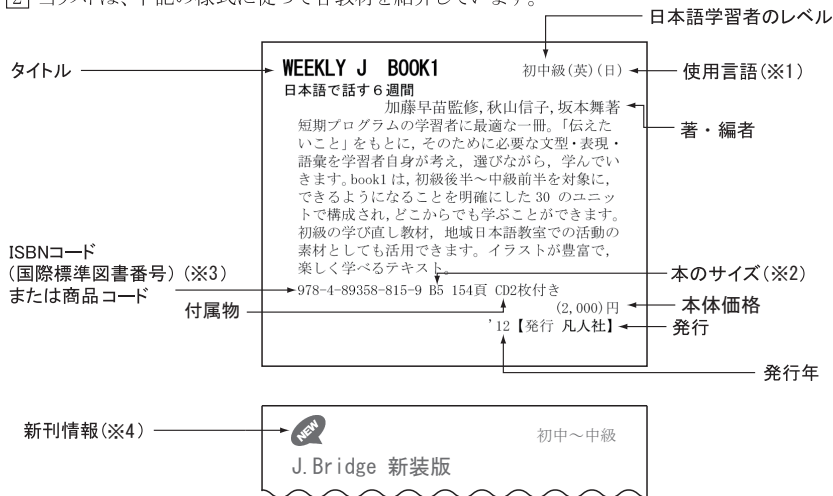 2 コラムは、下記の様式に従って各教材を紹介しています。
日本語学習者のレベル
タイトル
WEEKLY J BOOK1
初中級(英)(日)
使用言語(※1)
日本語で話す6週間
加藤早苗監修,秋山信子,坂本舞著
著・編者
短期プログラムの学習者に最適な一冊。「伝えた
いこと」をもとに,そのために必要な文型・表現・
語彙を学習者自身が考え,選びながら,学んでい
きます。book1は,初級後半〜中級前半を対象に,
できるようになることを明確にした30 のユニッ
トで構成され,どこからでも学ぶことができます。
初級の学び直し教材,地域日本語教室での活動の
素材としても活用できます。イラストが豊富で,
楽しく学べるテキスト。
ISBNコード
(国際標準図書番号)(※3)
または商品コード
本のサイズ(※2)
978-4-89358-815-9 B5 154頁 CD2枚付き
付属物
(2,000)円
本体価格
'12【発行 凡人社】
発行
発行年
新刊情報(※4)
NEW
初中〜中級
J.Bridge 新装版